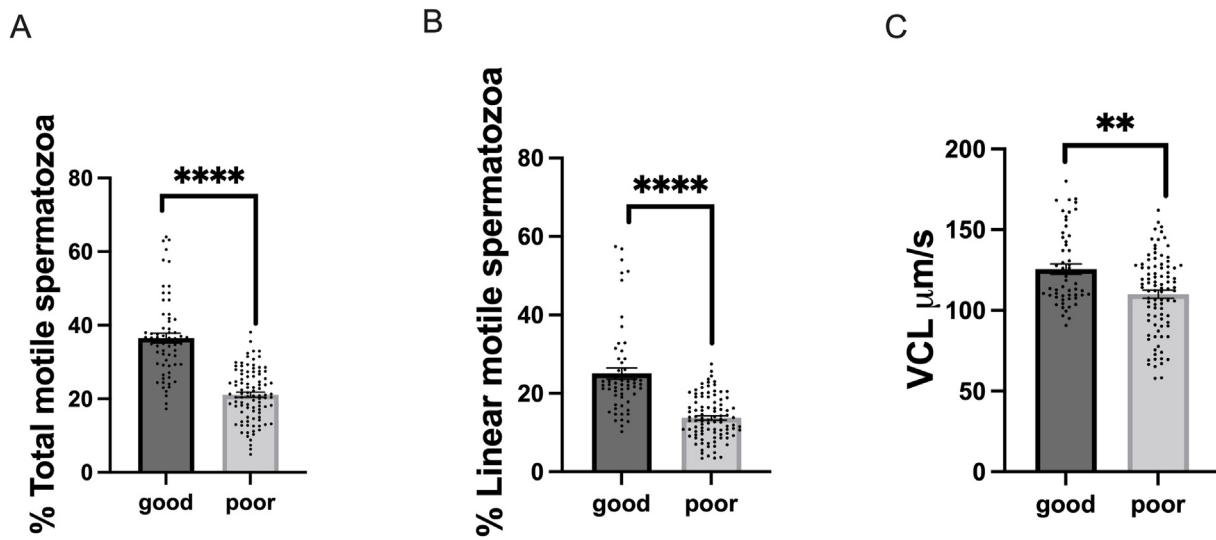 A
% Total motile spermatozoa
80
60
40
20
0
****
good poor
B
% Linear motile spermatozoa
80
60
40
20
0
****
good poor
C
VCL μm/s
200
150
100
50
0
**
good poor